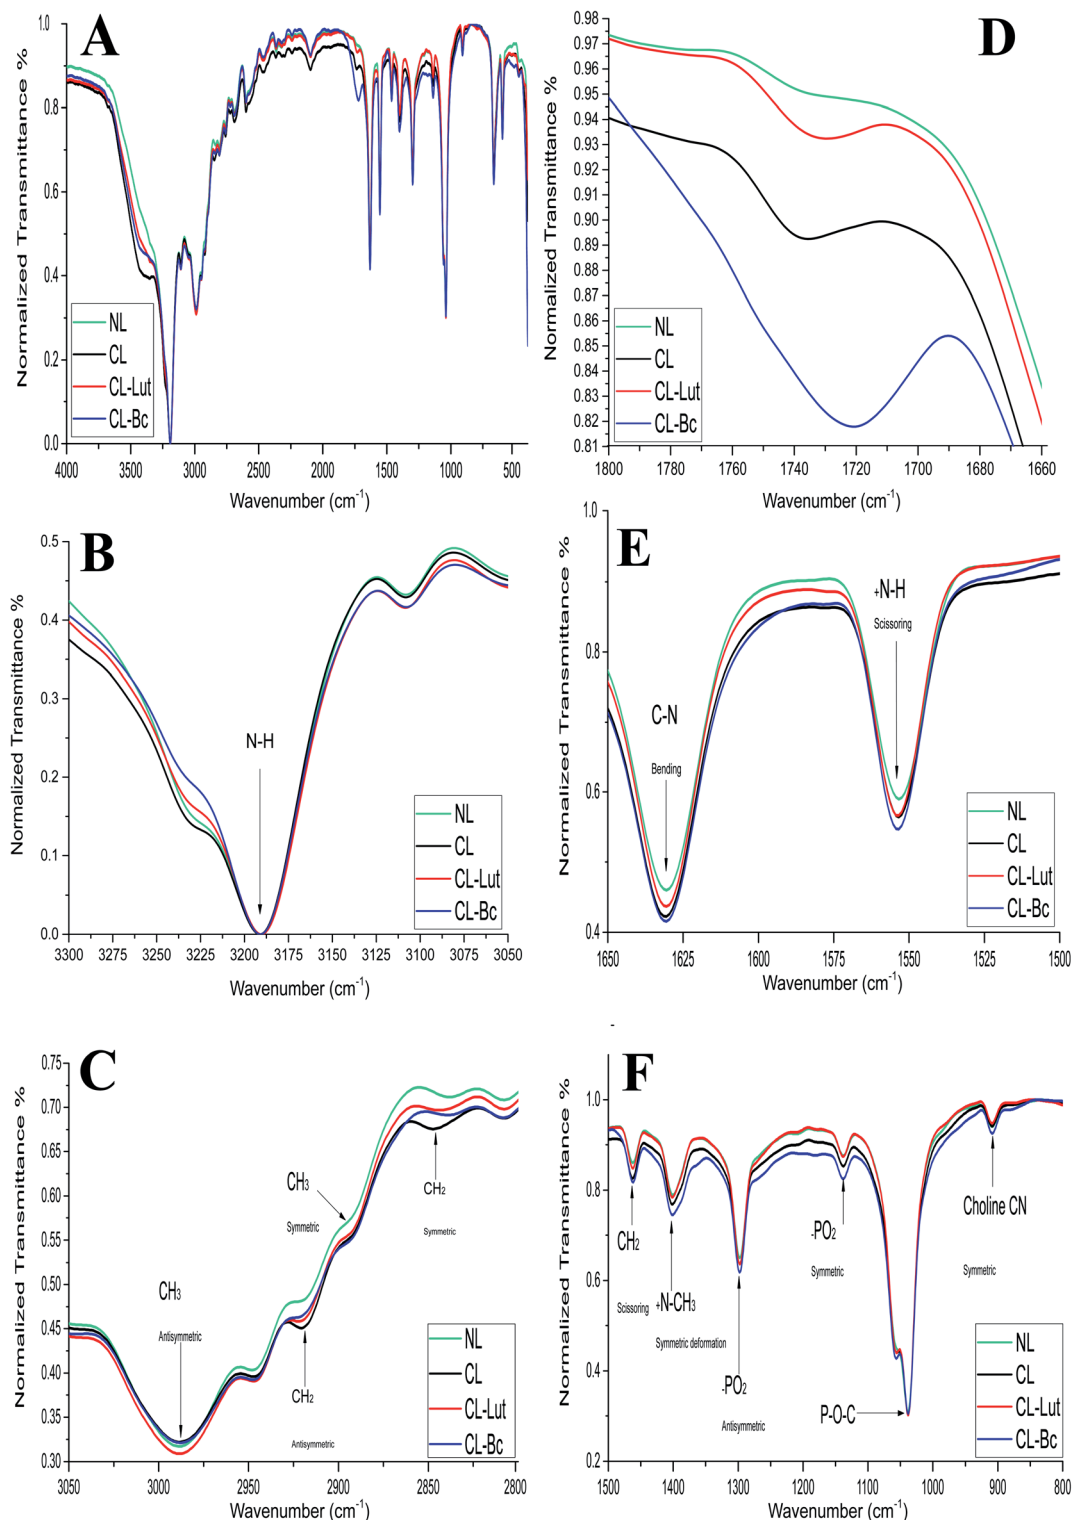 A
Normalized Transmittance %
1.0
0.8
0.6
0.4
0.2
0.0
NL
CL
CL-Lut
CL-Bc
4000 3500 3000 2500 2000 1500 1000 500
Wavenumber (cm-1)
D
Normalized Transmittance %
0.98
0.97
0.96
0.95
0.94
0.93
0.92
0.91
0.90
0.89
0.88
0.87
0.86
0.85
0.84
0.83
0.82
0.81
NL
CL
CL-Lut
CL-Bc
1800 1780 1760 1740 1720 1700 1680 1660
Wavenumber (cm-1)
B
Normalized Transmittance %
0.5
0.4
0.3
0.2
0.1
0.0
N-H
NL
CL
CL-Lut
CL-Bc
3300 3275 3250 3225 3200 3175 3150 3125 3100 3075 3050
Wavenumber (cm-1)
E
Normalized Transmittance %
1.0
0.8
0.6
0.4
+N-H
Scissoring
C-N
Bending
NL
CL
CL-Lut
CL-Bc
1650 1625 1600 1575 1550 1525 1500
Wavenumber (cm-1)
C
Normalized Transmittance %
0.75
0.70
0.65
0.60
0.55
0.50
0.45
0.40
0.35
0.30
CH3
Symmetric
CH2
Symmetric
CH3
Antisymmetric
CH2
Antisymmetric
NL
CL
CL-Lut
CL-Bc
3050 3000 2950 2900 2850 2800
Wavenumber (cm-1)
-
F
Normalized Transmittance %
1.0
0.8
0.6
0.4
0.2
CH2
Scissoring
+N-CH3
Symmetric deformation
-PO2
Antisymmetric
-PO2
Symmetric
P-O-C
Choline CN
Symmetric
NL
CL
CL-Lut
CL-Bc
1500 1400 1300 1200 1100 1000 900 800
Wavenumber (cm-1)